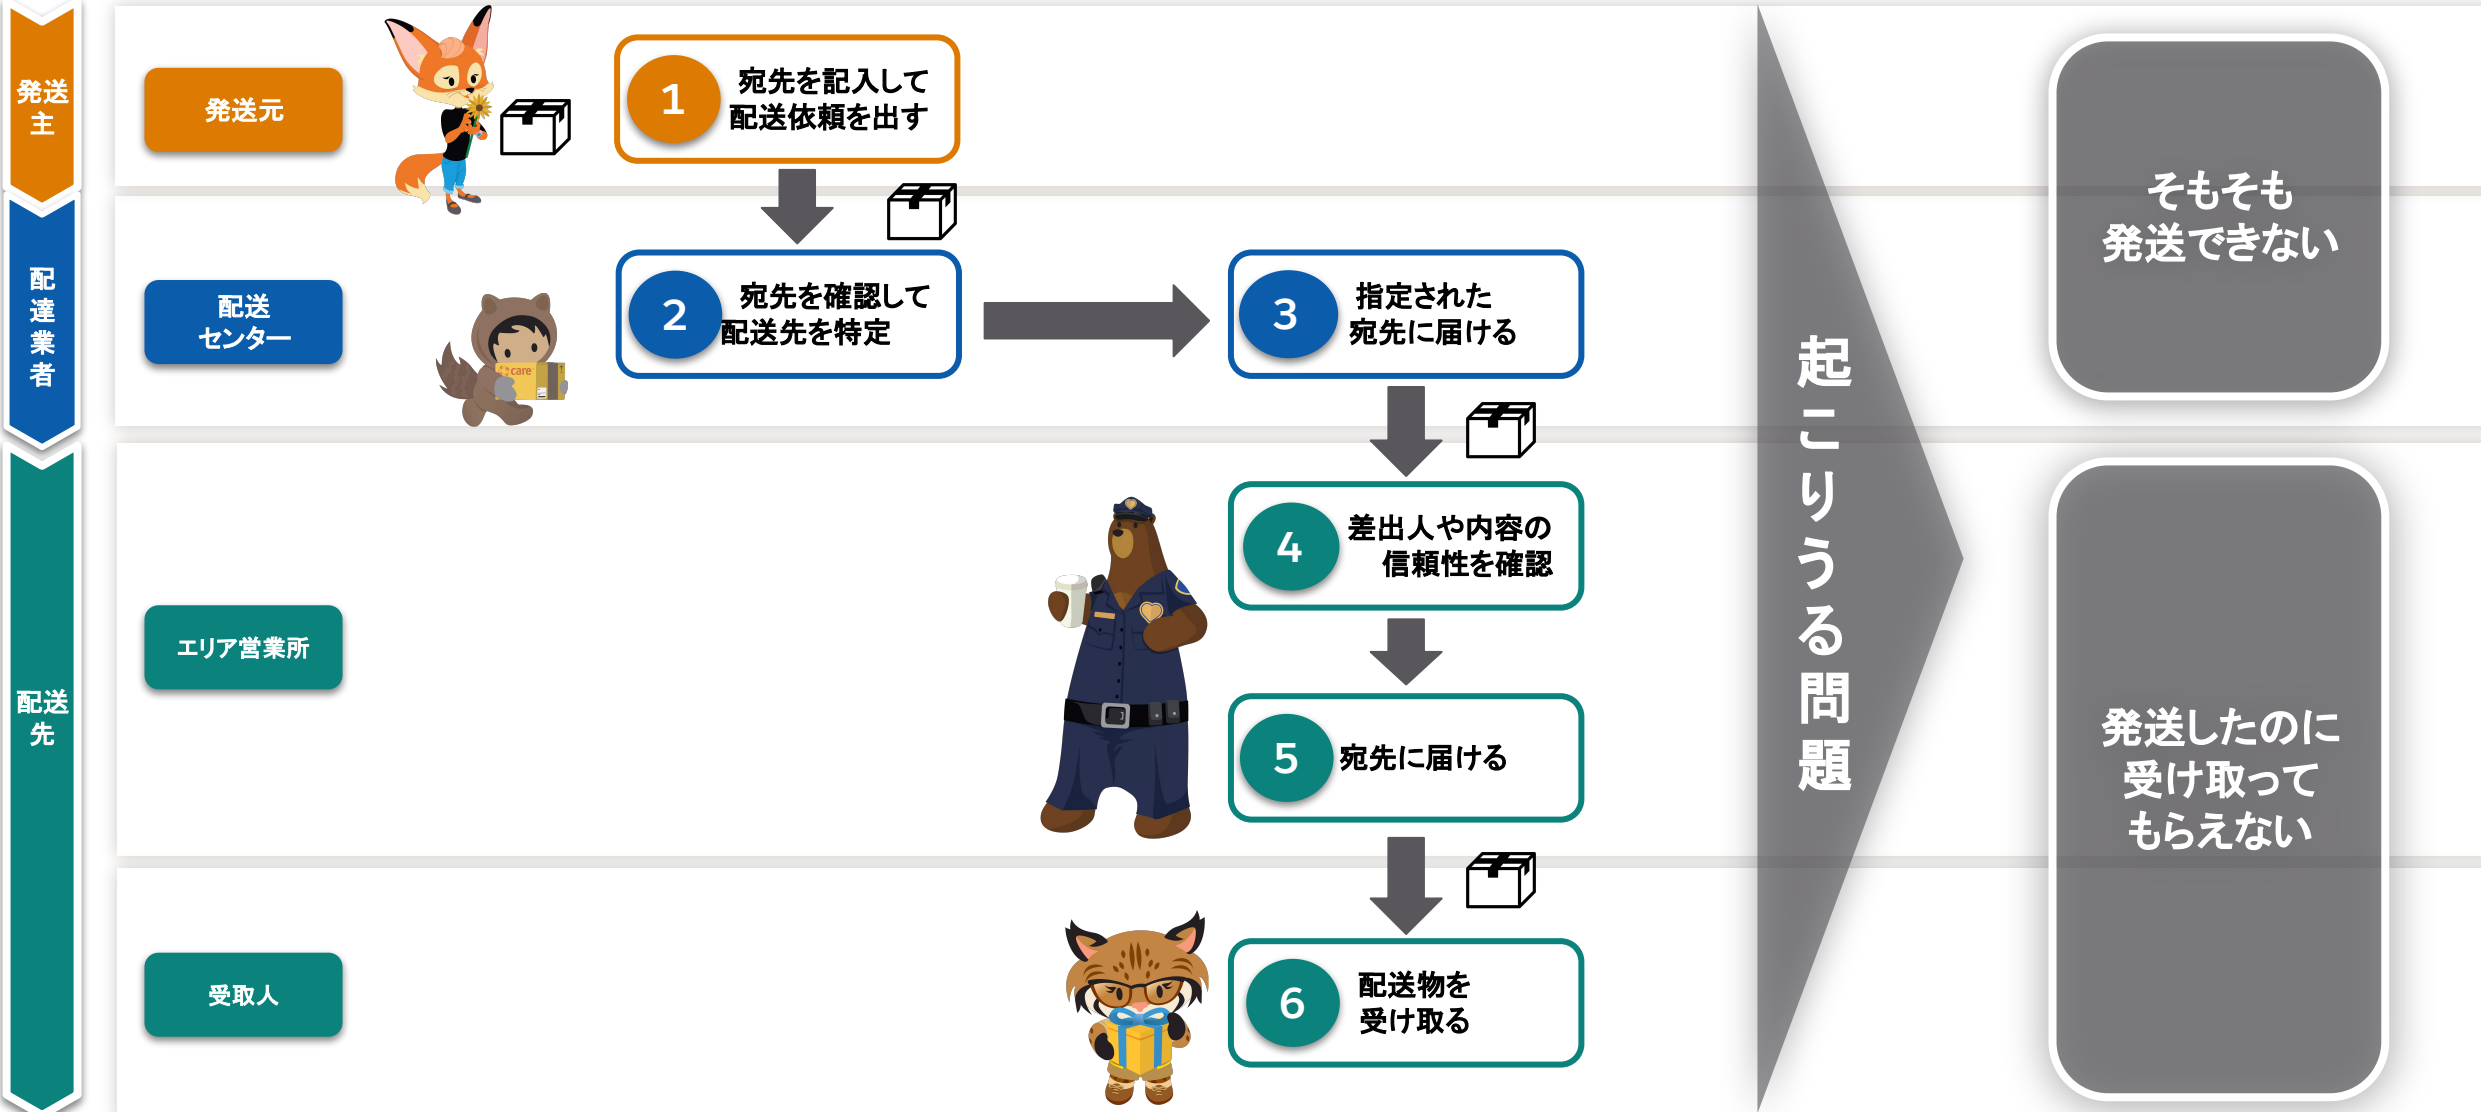 発送
主
発送元
1
宛先を記入して
配送依頼を出す
配
達
業
者
配送
センター
care
2
宛先を確認して
配送先を特定
3
指定された
宛先に届ける
配送
先
エリア営業所
4
差出人や内容の
信頼性を確認
5
宛先に届ける
受取人
6
配送物を
受け取る
起こりうる問題
そもそも
発送できない
発送したのに
受け取って
もらえない